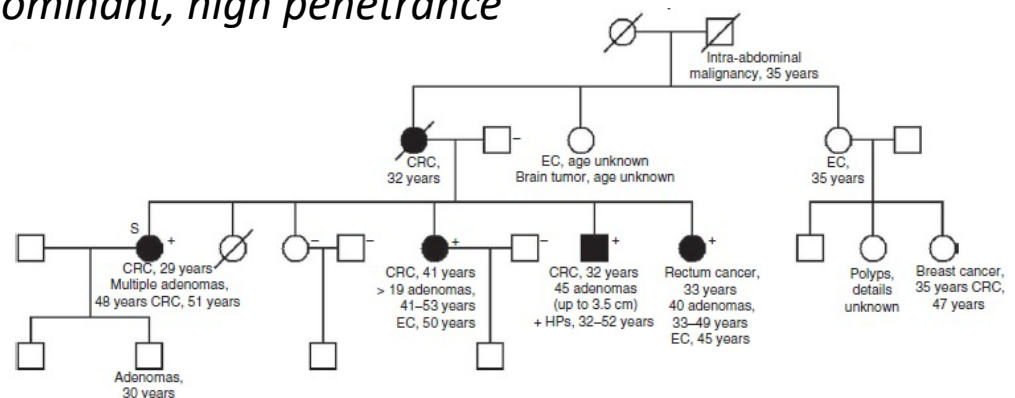 ominant, high penetrance
Intra-abdominal
malignancy, 35 years
CRC,
32 years
–
EC, age unknown
Brain tumor, age unknown
EC,
35 years
S
+
CRC, 29 years
Multiple adenomas,
48 years CRC, 51 years
–
–
+
CRC, 41 years
> 19 adenomas,
41–53 years
EC, 50 years
–
+
CRC, 32 years
45 adenomas
(up to 3.5 cm)
+ HPs, 32–52 years
+
Rectum cancer,
33 years
40 adenomas,
33–49 years
EC, 45 years
Polyps,
details
unknown
Breast cancer,
35 years CRC,
47 years
Adenomas,
30 years